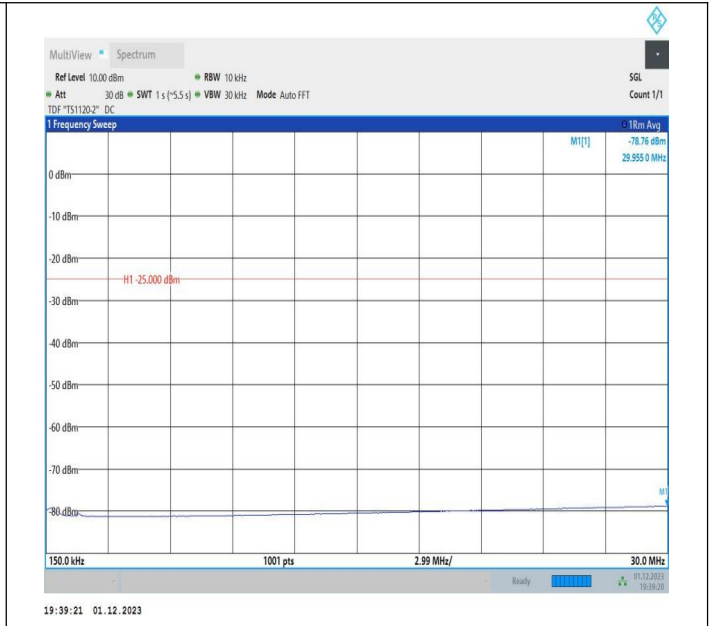 MultiView Spectrum
Ref Level 10.00 dBm RBW 10 kHz SGL
Att 30 dB SWT 1 s (~5.5 s) VBW 30 kHz Mode Auto FFT Count 1/1
TDF "TS1120-2" DC
1 Frequency Sweep 1Rm Avg
M1[1] -78.76 dBm
29.955 0 MHz
0 dBm
-10 dBm
-20 dBm
H1 -25.000 dBm
-30 dBm
-40 dBm
-50 dBm
-60 dBm
-70 dBm
M1
-80 dBm
150.0 kHz 1001 pts 2.99 MHz/ 30.0 MHz
Ready 01.12.2023
19:39:20
19:39:21 01.12.2023